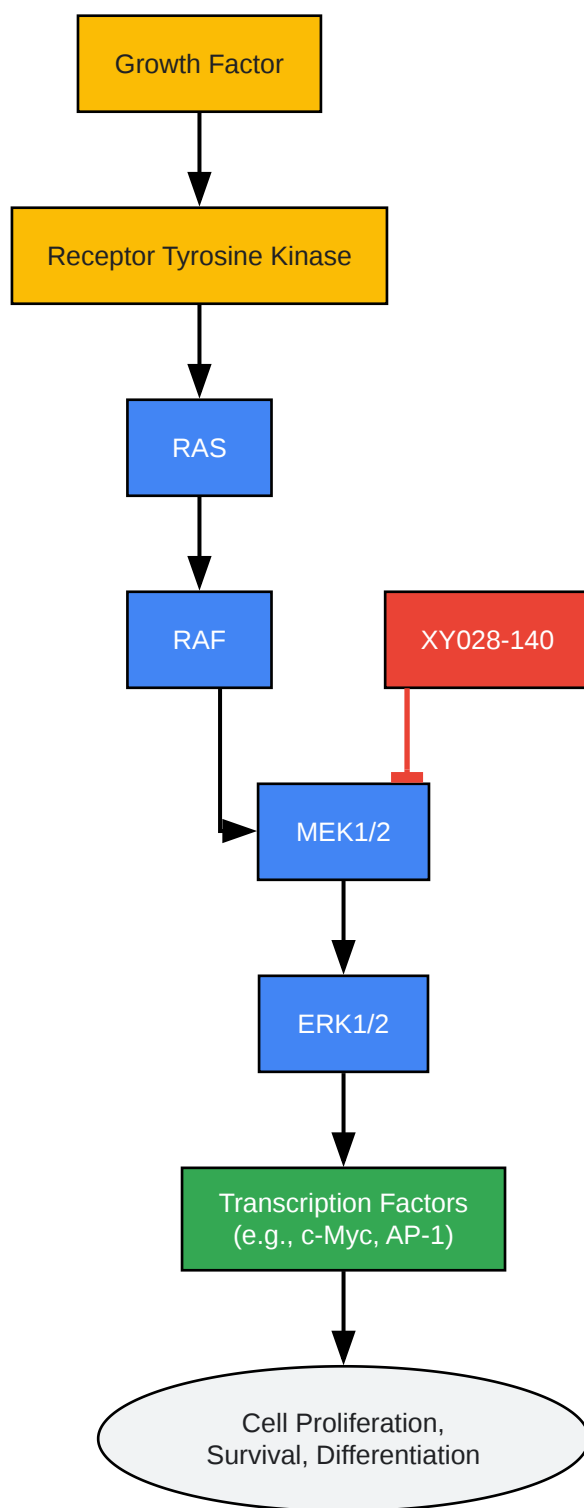 Growth Factor
Receptor Tyrosine Kinase
RAS
RAF
XY028-140
MEK1/2
ERK1/2
Transcription Factors
(e.g., c-Myc, AP-1)
Cell Proliferation,
Survival, Differentiation